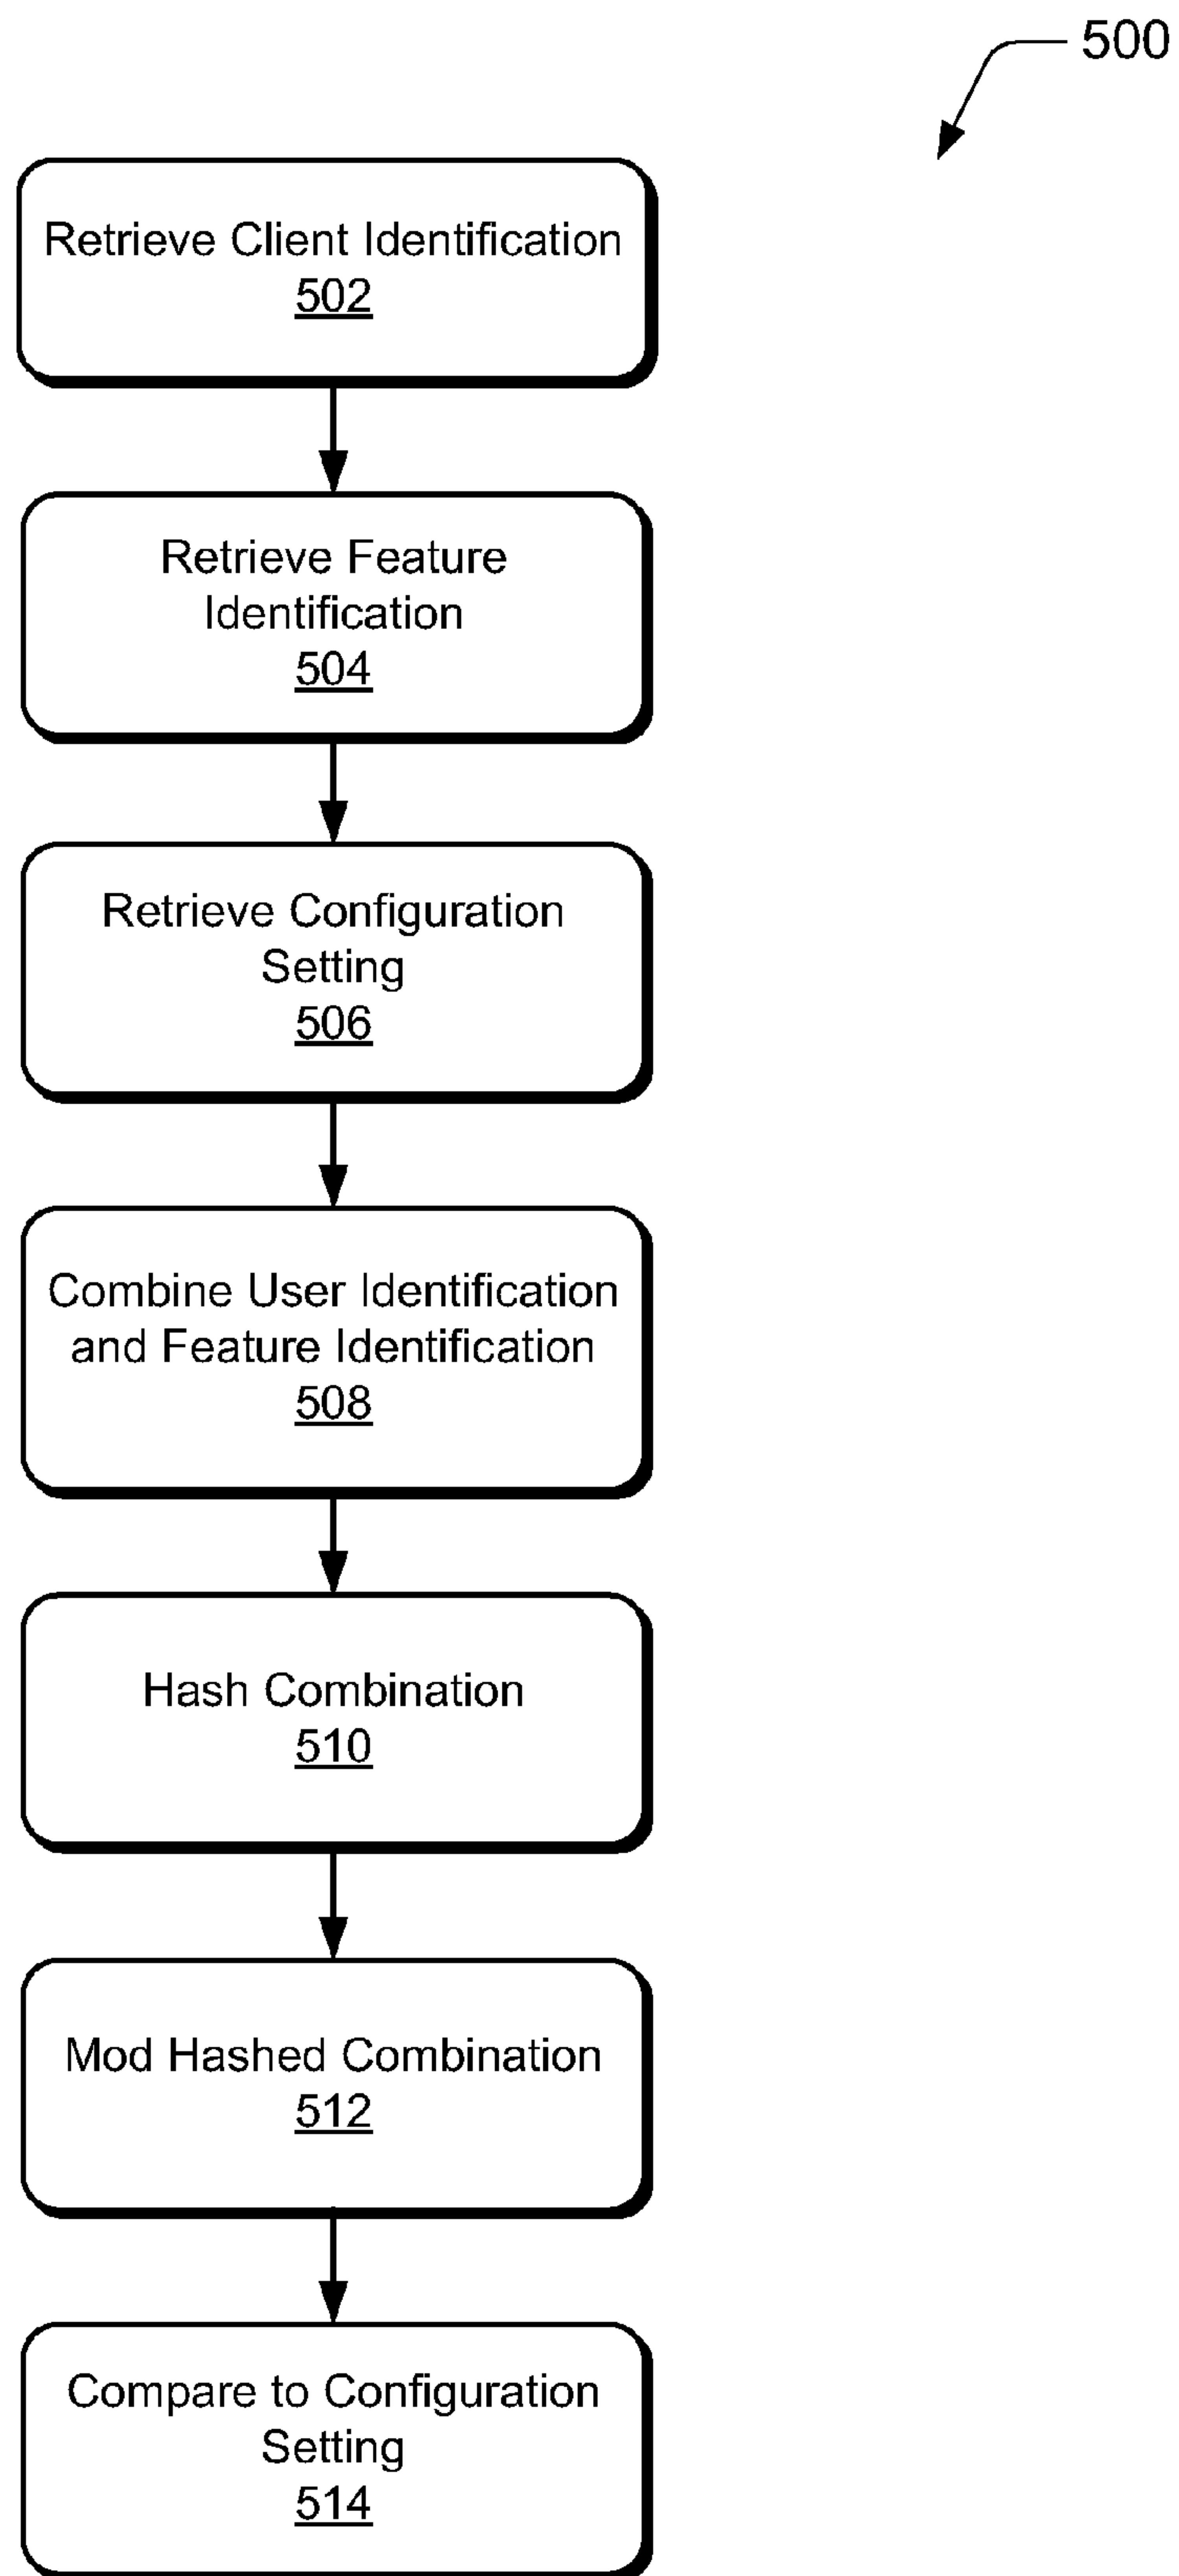 500
Retrieve Client Identification
502
Retrieve Feature
Identification
504
Retrieve Configuration
Setting
506
Combine User Identification
and Feature Identification
508
Hash Combination
510
Mod Hashed Combination
512
Compare to Configuration
Setting
514